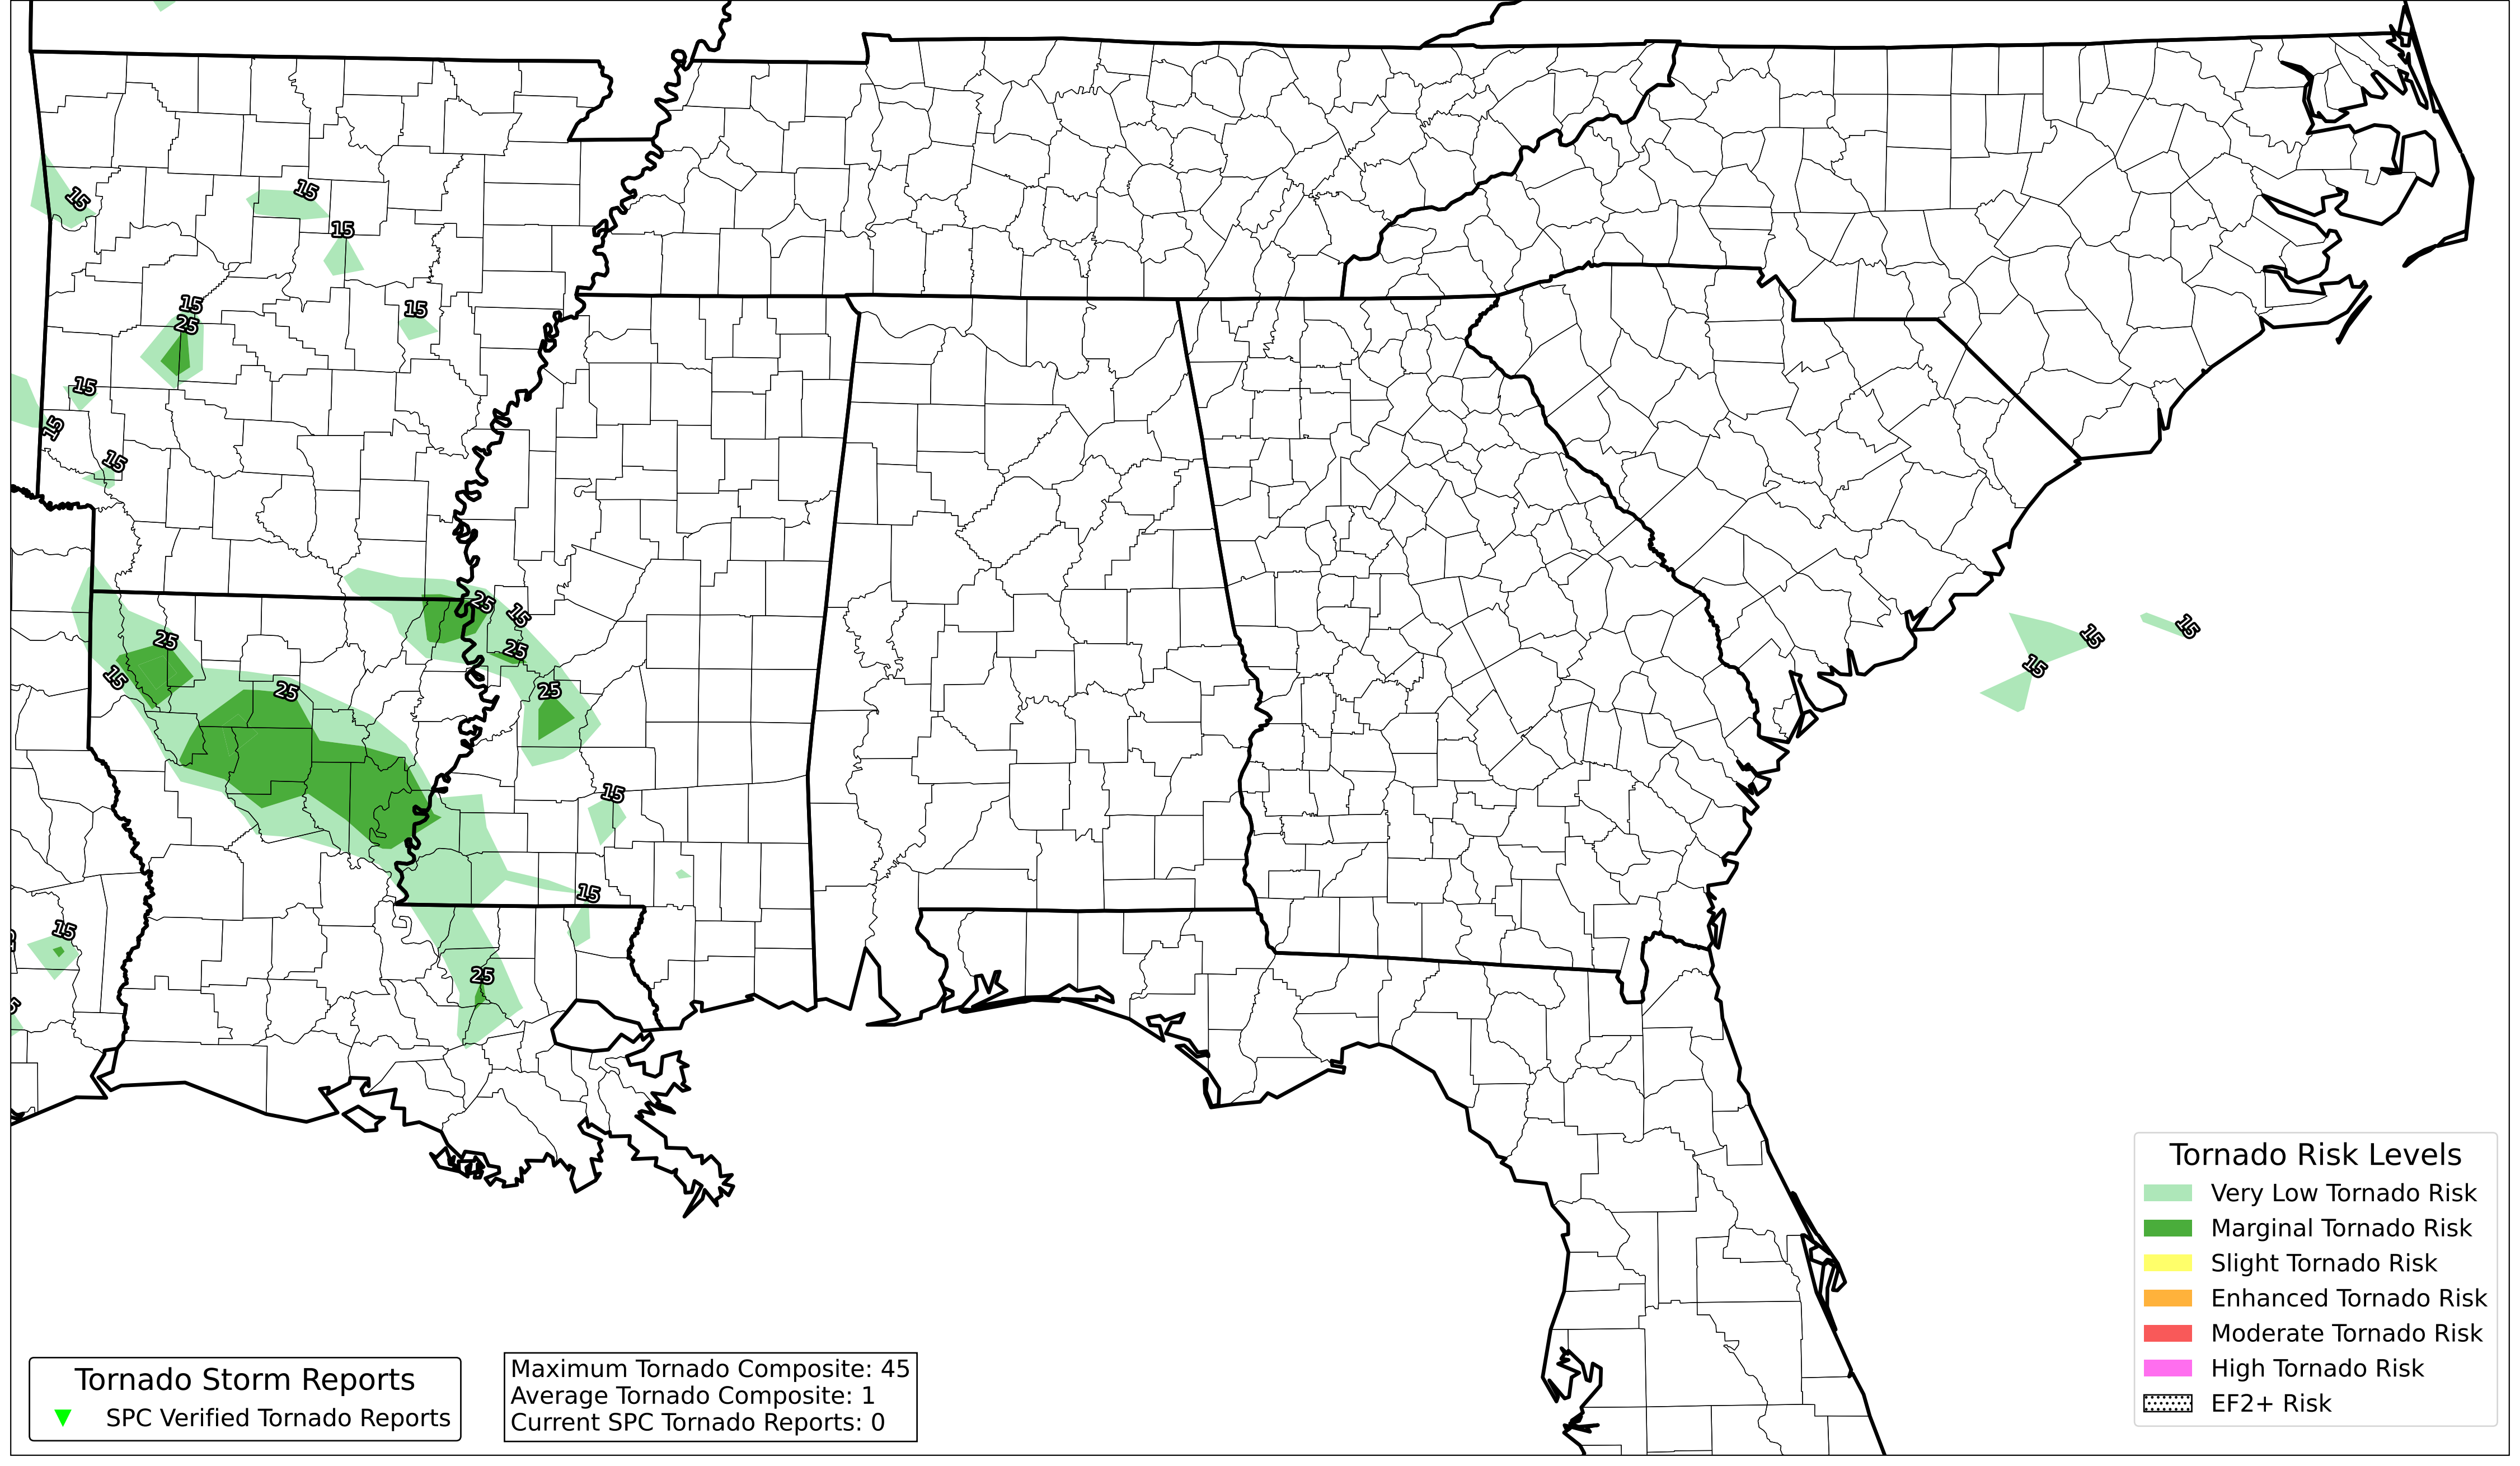 15
15
15
15
25
15
15
15
15
25
15
25
25
15
25
25
15
15
15
25
15
15
15
Tornado Risk Levels
Very Low Tornado Risk
Marginal Tornado Risk
Slight Tornado Risk
Enhanced Tornado Risk
Moderate Tornado Risk
High Tornado Risk
EF2+ Risk
Tornado Storm Reports
SPC Verified Tornado Reports
Maximum Tornado Composite: 45
Average Tornado Composite: 1
Current SPC Tornado Reports: 0